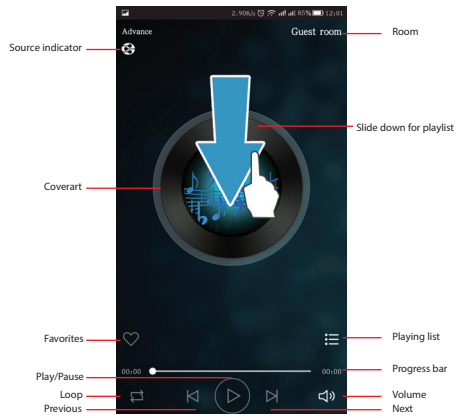 2.90K/s 85% 12:01
Advance Guest room Room
Source indicator
Slide down for playlist
Coverart
Favorites Playing list
00:00 00:00 Progress bar
Play/Pause
Loop Volume
Previous Next